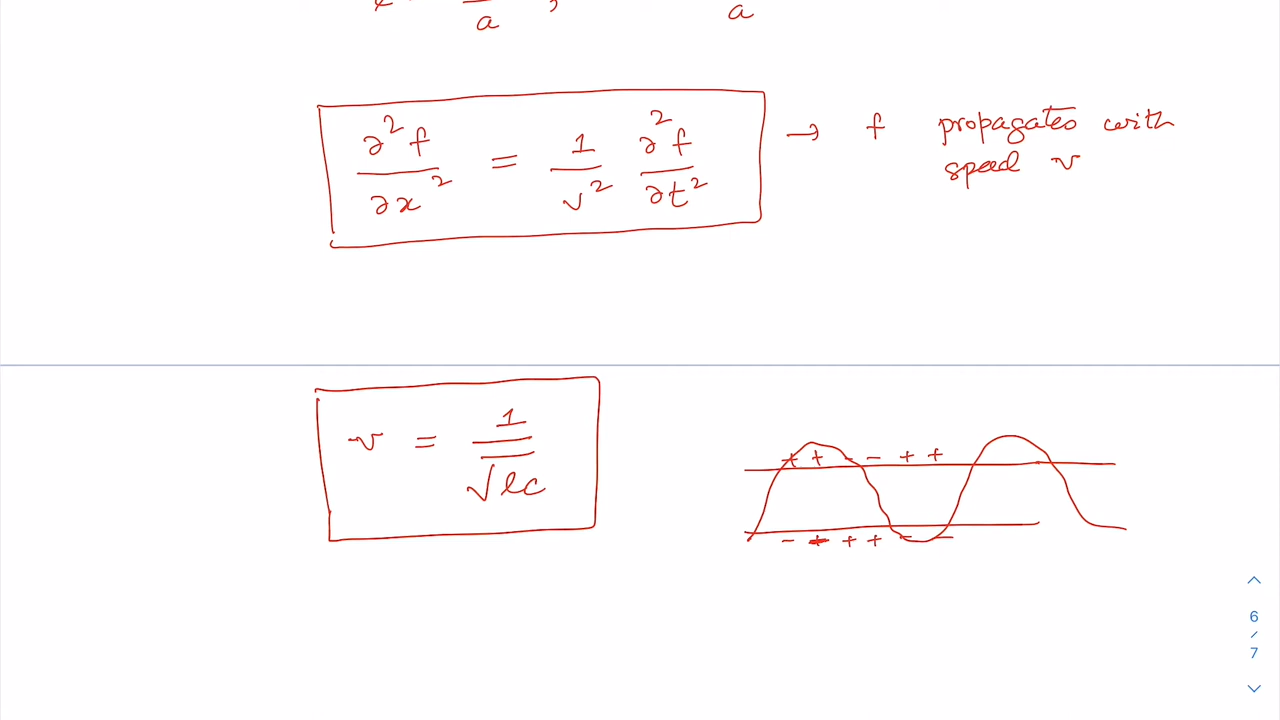 a , a
∂²f/∂x² = 1/v² ∂²f/∂t² → f propagates with
speed v
v = 1/√lc
+ + - - + +
- + + + - -
6
/
7